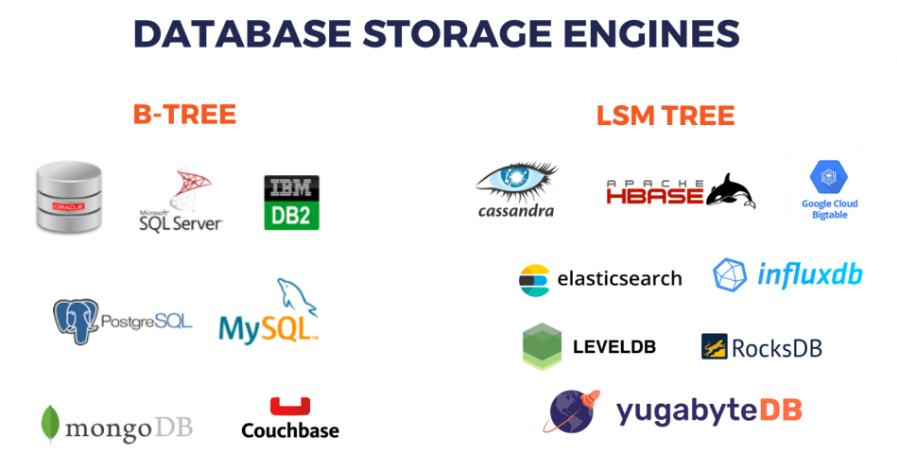 DATABASE STORAGE ENGINES
B-TREE
LSM TREE
ORACLE
Microsoft
SQL Server
IBM
DB2
cassandra
APACHE
HBASE
Google Cloud
Bigtable
elasticsearch
influxdb
PostgreSQL
MySQL
LEVELDB
RocksDB
mongoDB
Couchbase
yugabyteDB